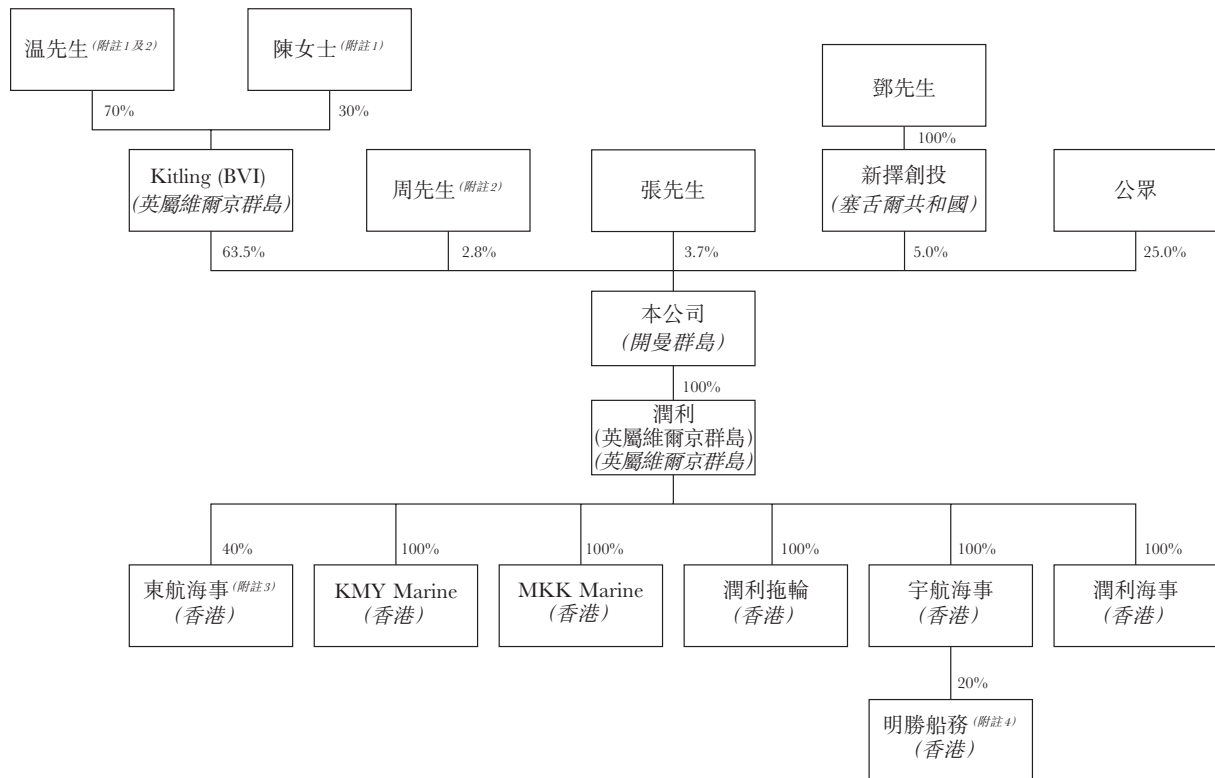 温先生(附註1及2)
陳女士(附註1)
鄧先生
70%
30%
100%
Kitling (BVI)
(英屬維爾京群島)
周先生(附註2)
張先生
新擇創投
(塞舌爾共和國)
公眾
63.5%
2.8%
3.7%
5.0%
25.0%
本公司
(開曼群島)
100%
潤利
(英屬維爾京群島)
(英屬維爾京群島)
40%
100%
100%
100%
100%
100%
東航海事(附註3)
(香港)
KMY Marine
(香港)
MKK Marine
(香港)
潤利拖輪
(香港)
宇航海事
(香港)
潤利海事
(香港)
20%
明勝船務(附註4)
(香港)